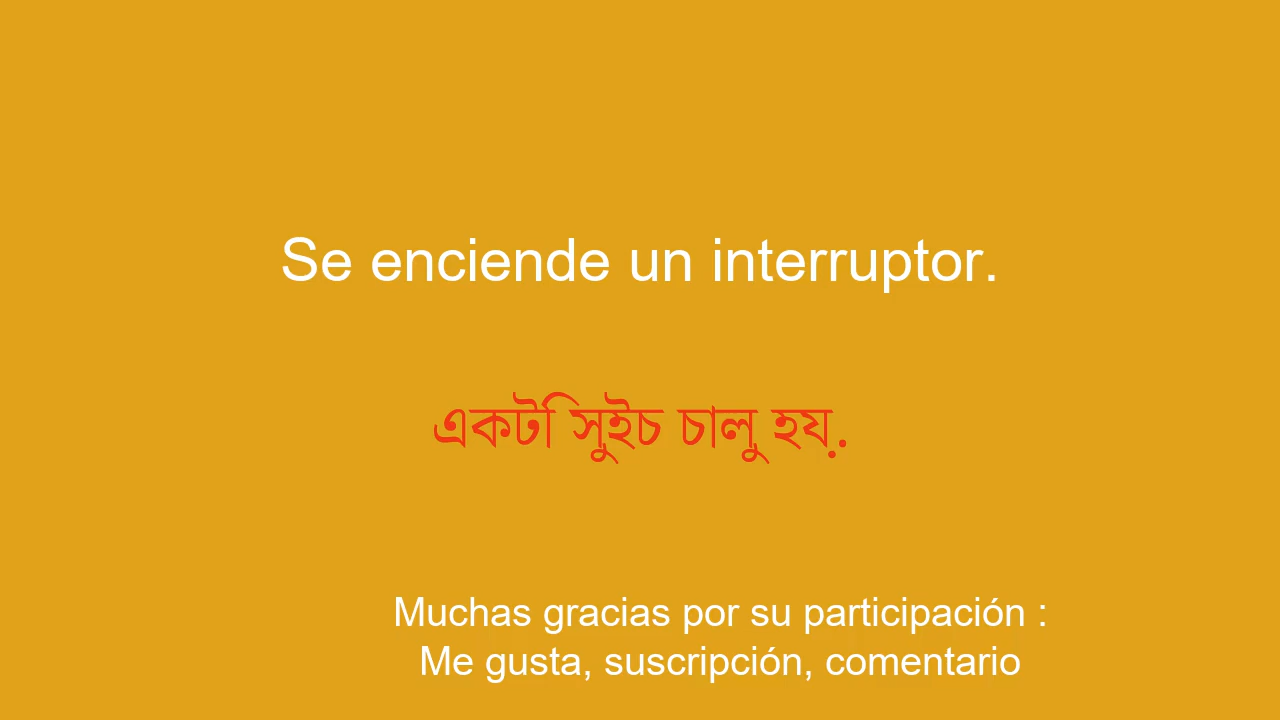 Se enciende un interruptor.
একটি সুইচ চালু হয়.
Muchas gracias por su participación :
Me gusta, suscripción, comentario